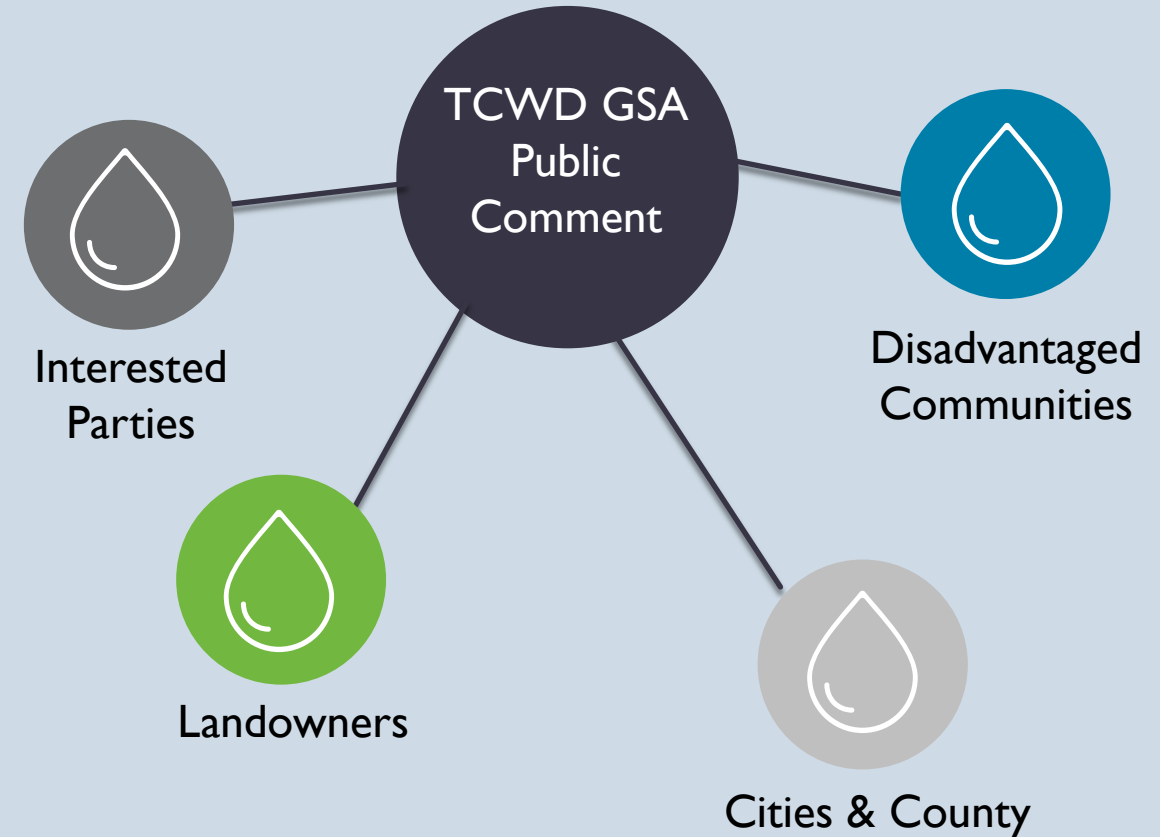 TCWD GSA
Public
Comment
Interested
Parties
Disadvantaged
Communities
Landowners
Cities & County